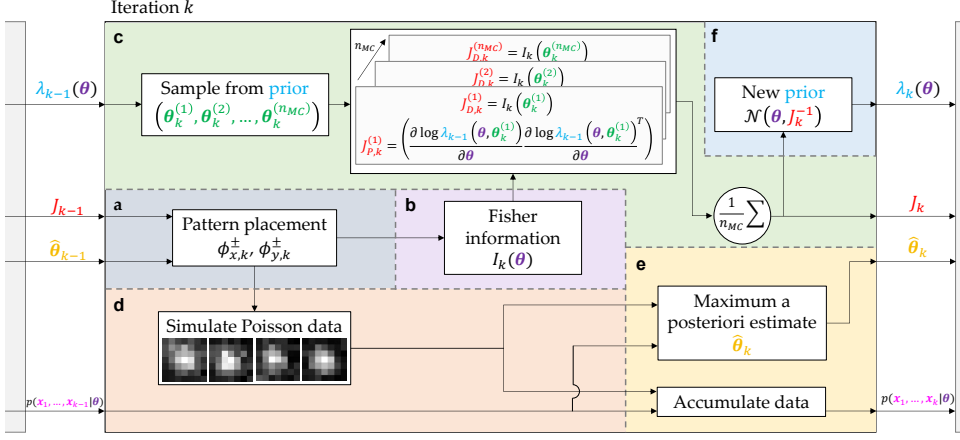 Iteration k
c
f
n_MC
J_{D,k}^{(n_MC)} = I_k(θ_k^{(n_MC)})
J_{D,k}^{(2)} = I_k(θ_k^{(2)})
J_{D,k}^{(1)} = I_k(θ_k^{(1)})
J_{P,k}^{(1)} = (∂ log λ_{k−1}(θ, θ_k^{(1)}) / ∂θ ∂ log λ_{k−1}(θ, θ_k^{(1)})^T / ∂θ)
λ_{k−1}(θ)
Sample from prior
(θ_k^{(1)}, θ_k^{(2)}, …, θ_k^{(n_MC)})
New prior
𝒩(θ, J_k^{−1})
λ_k(θ)
a
b
J_{k−1}
Pattern placement
ϕ_{x,k}^±, ϕ_{y,k}^±
Fisher
information
I_k(θ)
1/n_MC ∑
J_k
θ̂_{k−1}
θ̂_k
d
e
Simulate Poisson data
Maximum a
posteriori estimate
θ̂_k
p(x_1, …, x_{k−1}|θ)
Accumulate data
p(x_1, …, x_k|θ)